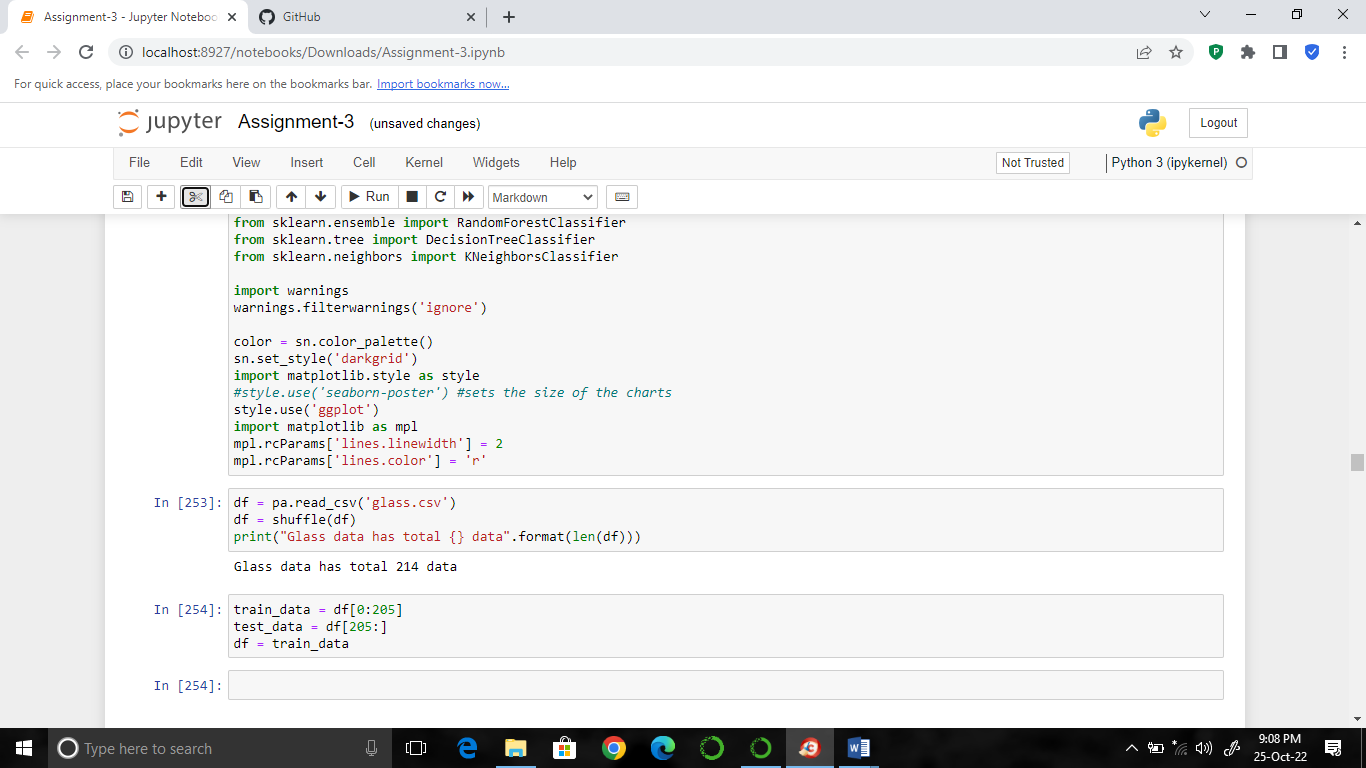 Assignment-3 - Jupyter Noteboo
GitHub
localhost:8927/notebooks/Downloads/Assignment-3.ipynb
For quick access, place your bookmarks here on the bookmarks bar. Import bookmarks now...
jupyter Assignment-3 (unsaved changes)
Logout
File Edit View Insert Cell Kernel Widgets Help
Not Trusted
Python 3 (ipykernel)
Run
Markdown
from sklearn.ensemble import RandomForestClassifier
from sklearn.tree import DecisionTreeClassifier
from sklearn.neighbors import KNeighborsClassifier
import warnings
warnings.filterwarnings('ignore')
color = sn.color_palette()
sn.set_style('darkgrid')
import matplotlib.style as style
#style.use('seaborn-poster') #sets the size of the charts
style.use('ggplot')
import matplotlib as mpl
mpl.rcParams['lines.linewidth'] = 2
mpl.rcParams['lines.color'] = 'r'
In [253]: df = pa.read_csv('glass.csv')
df = shuffle(df)
print("Glass data has total {} data".format(len(df)))
Glass data has total 214 data
In [254]: train_data = df[0:205]
test_data = df[205:]
df = train_data
In [254]:
Type here to search
9:08 PM
25-Oct-22